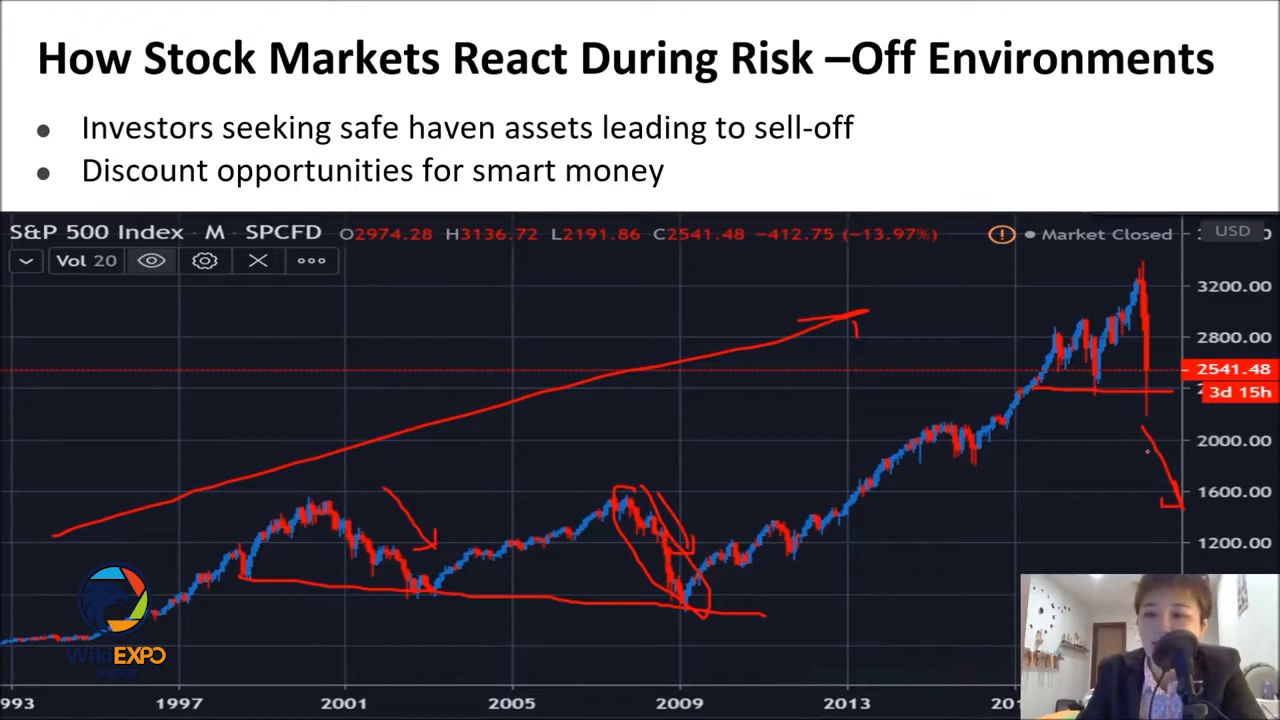 How Stock Markets React During Risk –Off Environments
● Investors seeking safe haven assets leading to sell-off
● Discount opportunities for smart money
S&P 500 Index · M · SPCFD O2974.28 H3136.72 L2191.86 C2541.48 −412.75 (−13.97%)
Market Closed
USD
Vol 20
3200.00
2800.00
2541.48
3d 15h
2000.00
1600.00
1200.00
WikiEXPO
993 1997 2001 2005 2009 2013 201